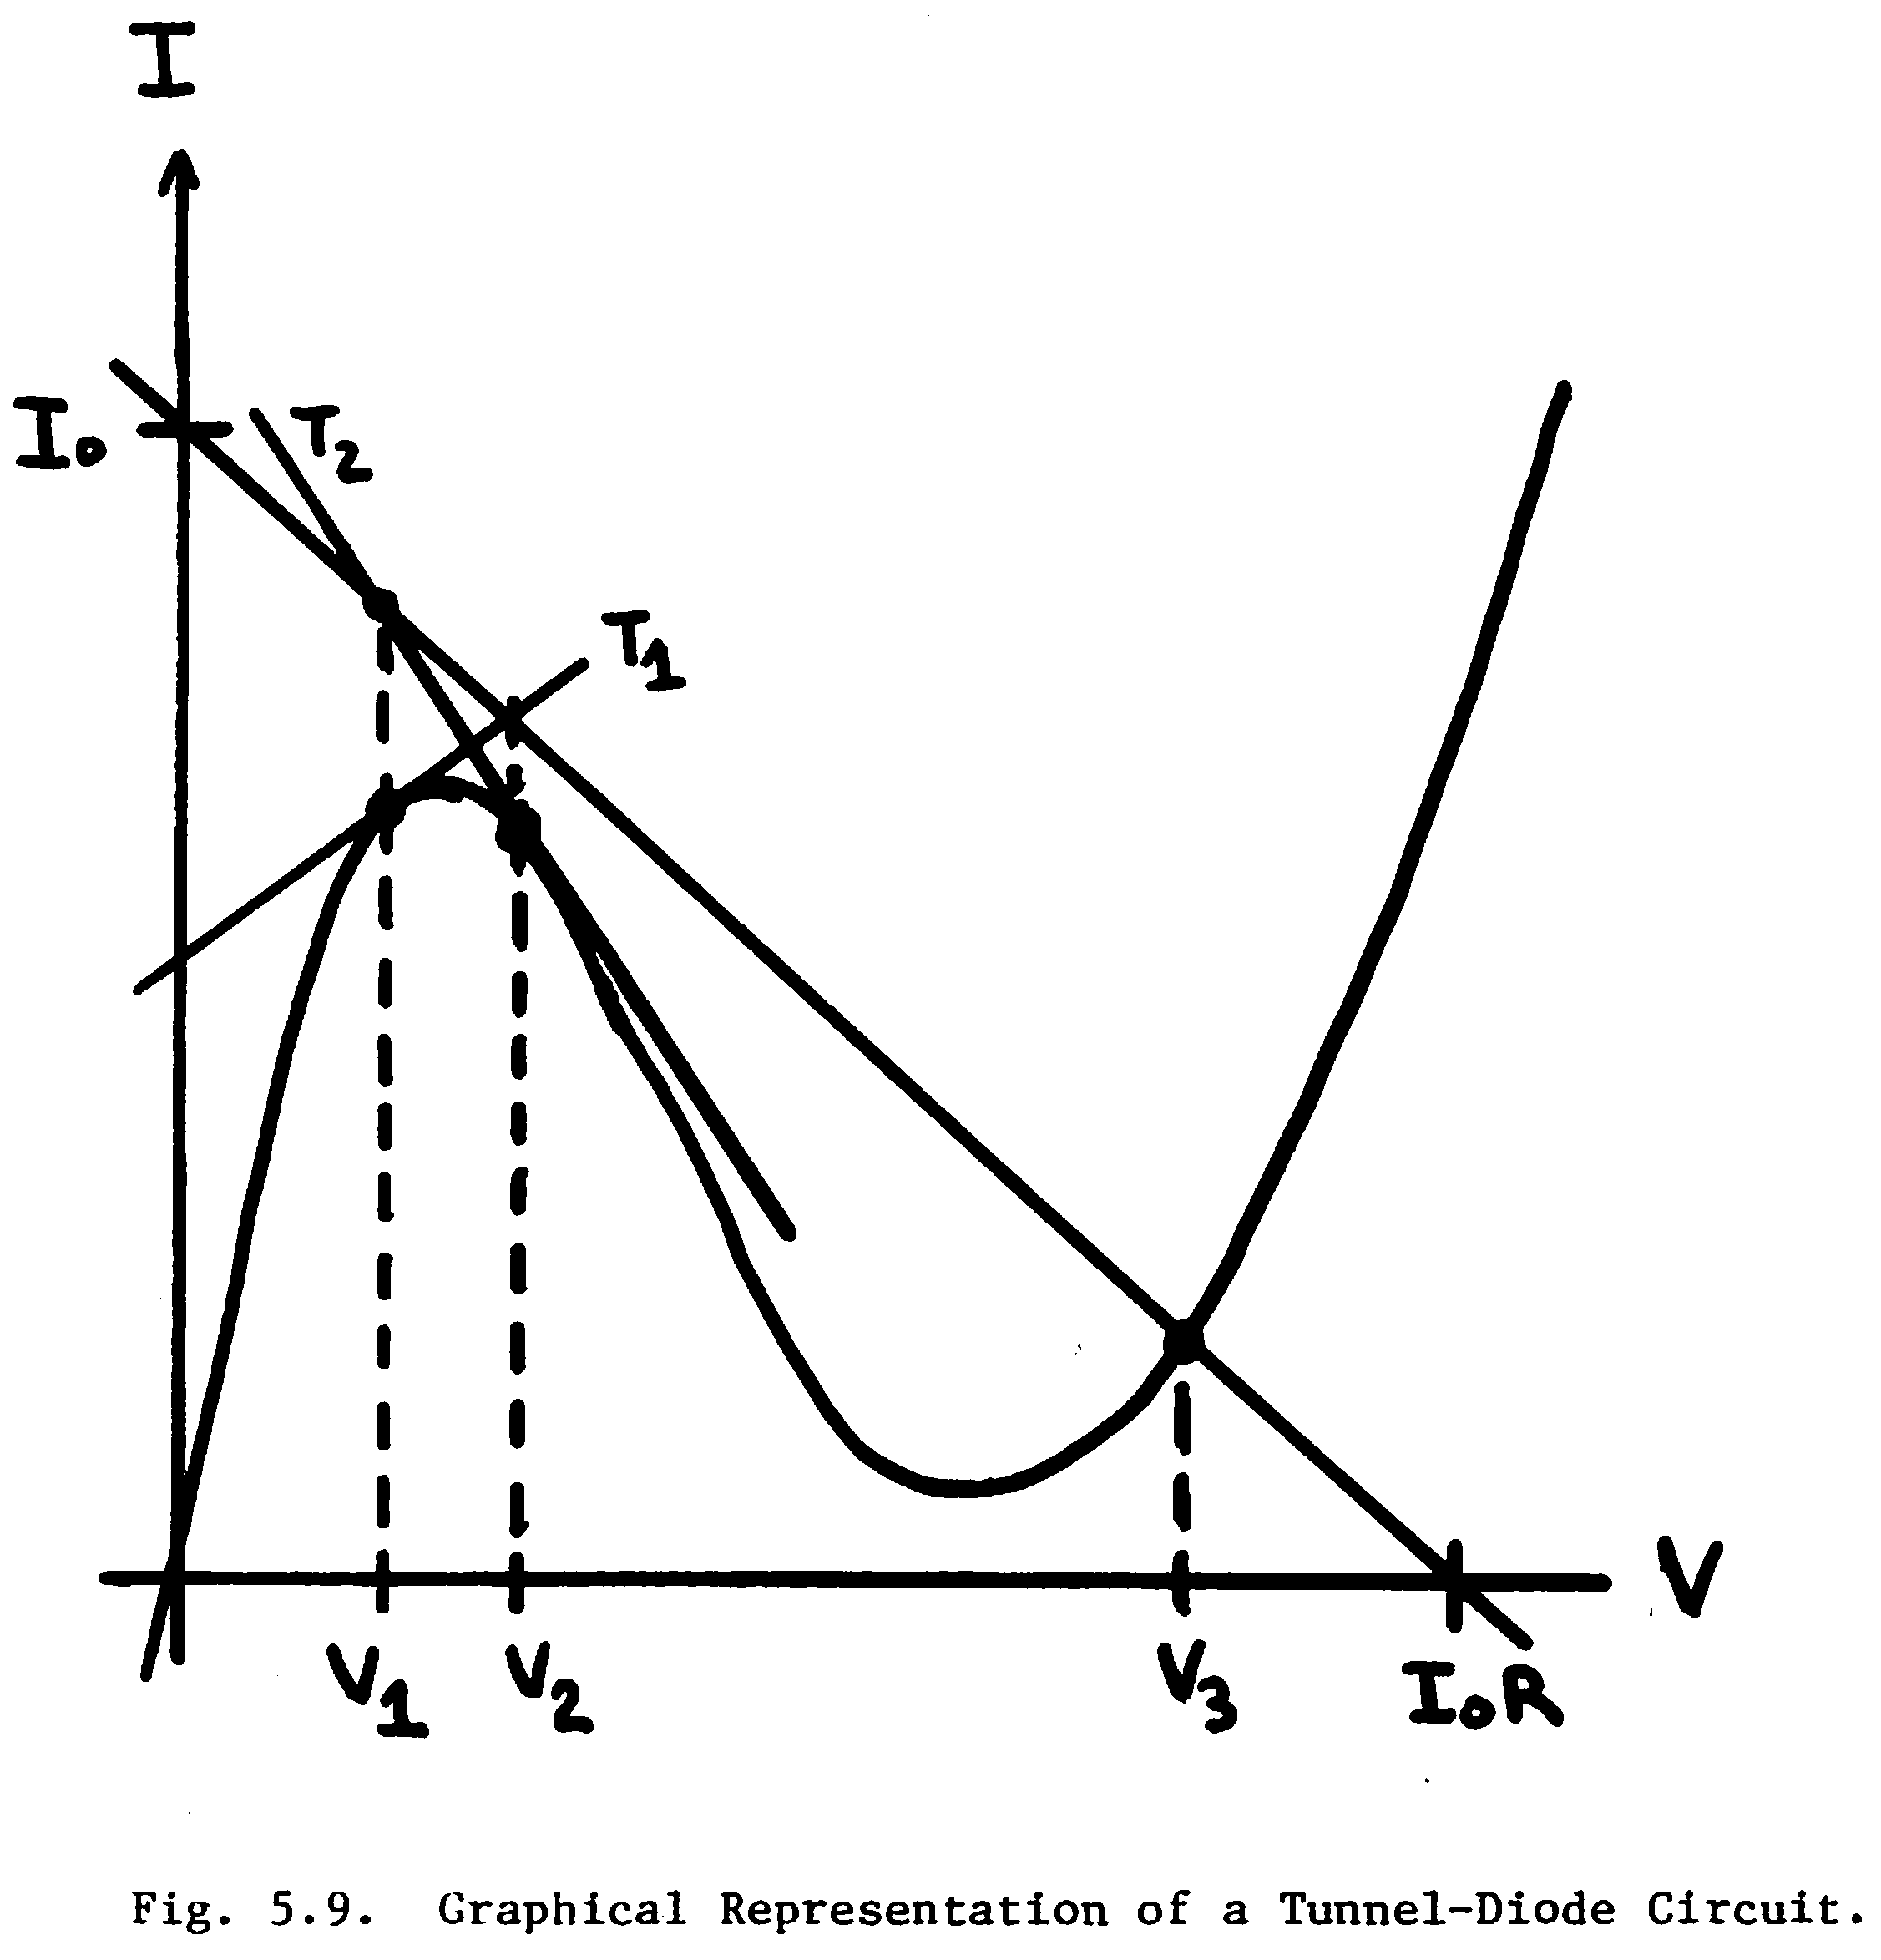 I
I₀
T₂
T₁
V
V₁
V₂
V₃
I₀R
Fig. 5.9. Graphical Representation of a Tunnel-Diode Circuit.